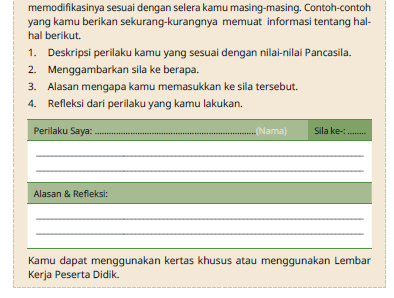 memodifikasinya sesuai dengan selera kamu masing-masing. Contoh-contoh
yang kamu berikan sekurang-kurangnya memuat informasi tentang hal-
hal berikut.
1. Deskripsi perilaku kamu yang sesuai dengan nilai-nilai Pancasila.
2. Menggambarkan sila ke berapa.
3. Alasan mengapa kamu memasukkan ke sila tersebut.
4. Refleksi dari perilaku yang kamu lakukan.
Perilaku Saya: ........................................................(Nama) Sila ke-: ........
Alasan & Refleksi:
Kamu dapat menggunakan kertas khusus atau menggunakan Lembar
Kerja Peserta Didik.